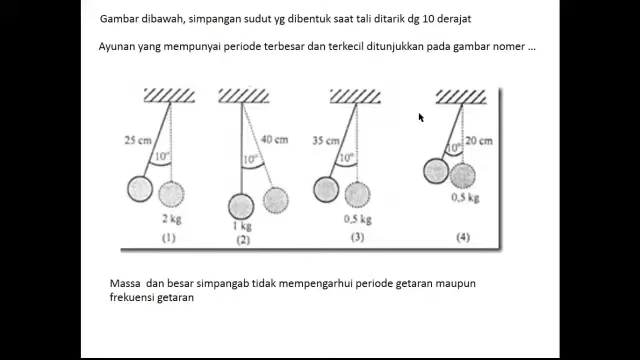 Gambar dibawah, simpangan sudut yg dibentuk saat tali ditarik dg 10 derajat
Ayunan yang mempunyai periode terbesar dan terkecil ditunjukkan pada gambar nomer ...
25 cm
10°
2 kg
(1)
40 cm
10°
1 kg
(2)
35 cm
10°
0,5 kg
(3)
20 cm
10°
0,5 kg
(4)
Massa dan besar simpangab tidak mempengarhui periode getaran maupun
frekuensi getaran